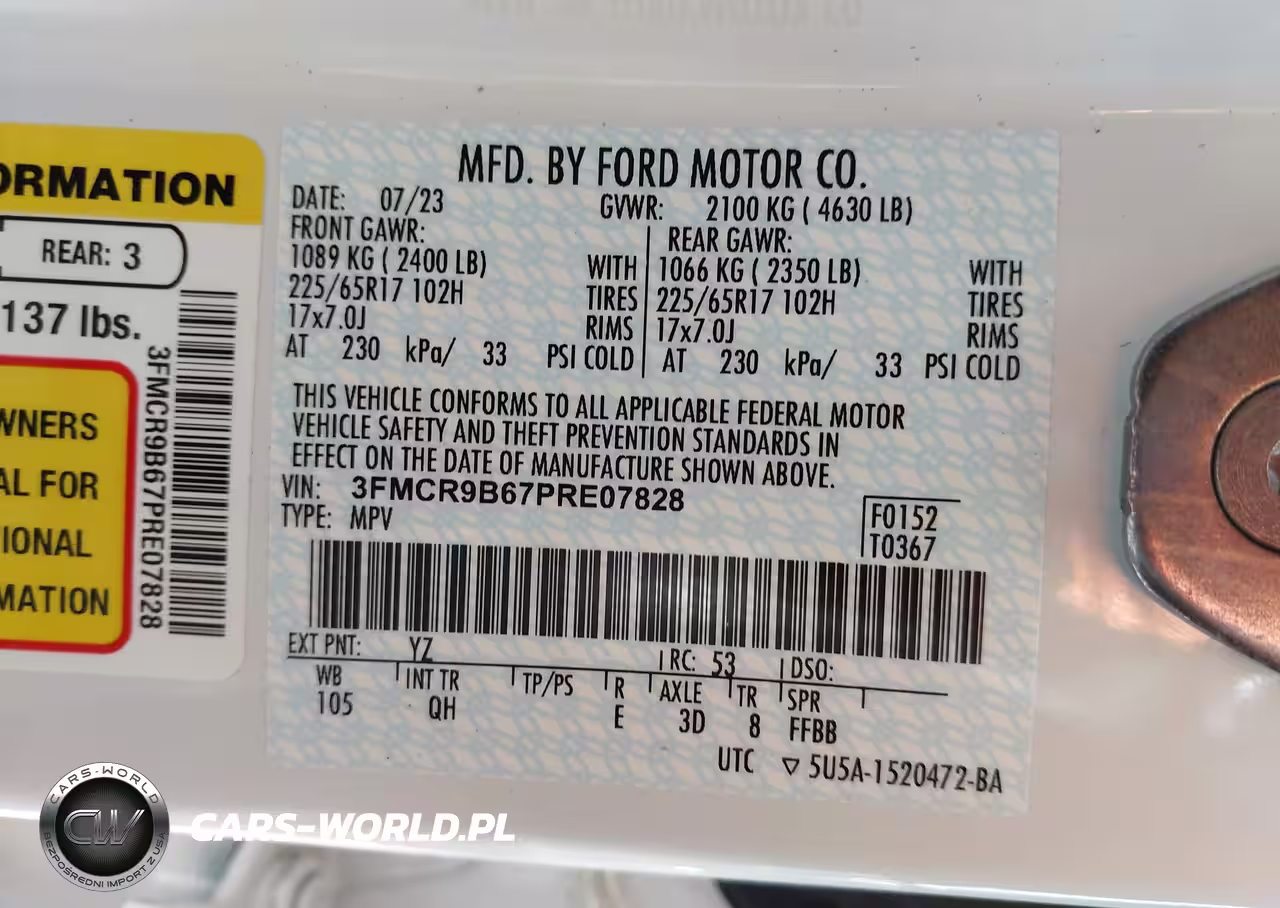 ORMATION
REAR: 3
137 lbs.
3FMCR9B67PRE07828
WNERS
AL FOR
IONAL
MATION
MFD. BY FORD MOTOR CO.
DATE: 07/23 GVWR: 2100 KG ( 4630 LB)
FRONT GAWR: REAR GAWR:
1089 KG ( 2400 LB) WITH 1066 KG ( 2350 LB) WITH
225/65R17 102H TIRES 225/65R17 102H TIRES
17x7.0J RIMS 17x7.0J RIMS
AT 230 kPa/ 33 PSI COLD AT 230 kPa/ 33 PSI COLD
THIS VEHICLE CONFORMS TO ALL APPLICABLE FEDERAL MOTOR
VEHICLE SAFETY AND THEFT PREVENTION STANDARDS IN
EFFECT ON THE DATE OF MANUFACTURE SHOWN ABOVE.
VIN: 3FMCR9B67PRE07828
TYPE: MPV
F0152
T0367
EXT PNT: YZ RC: 53 DSO:
WB INT TR TP/PS R AXLE TR SPR
105 QH E 3D 8 FFBB
UTC ▽ 5U5A-1520472-BA
CARS-WORLD
CW
BEZPOŚREDNI IMPORT Z USA
CARS-WORLD.PL